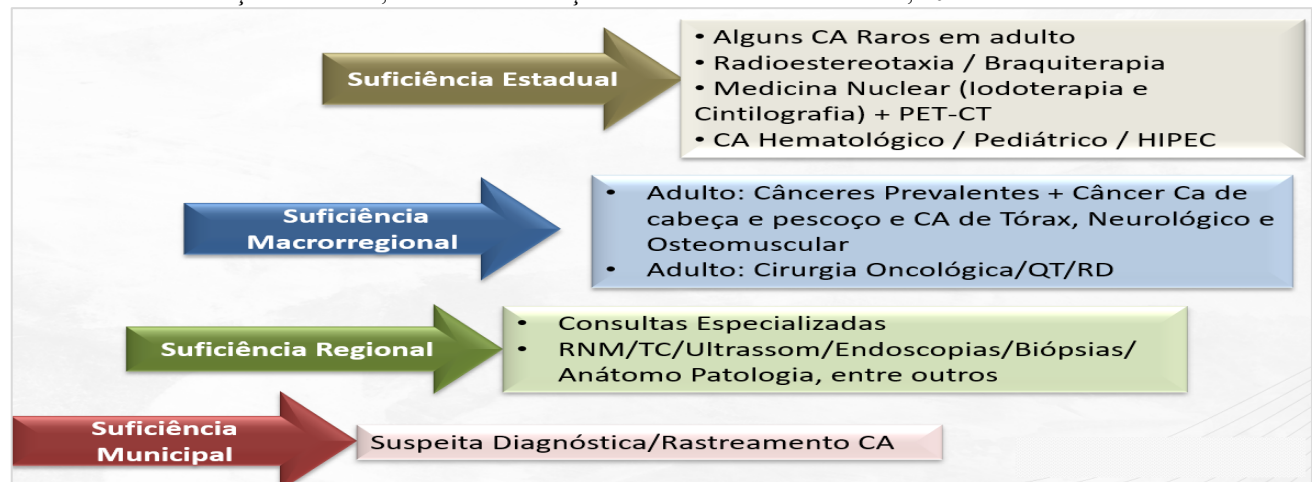 • Alguns CA Raros em adulto
• Radioestereotaxia / Braquiterapia
• Medicina Nuclear (Iodoterapia e
Cintilografia) + PET-CT
• CA Hematológico / Pediátrico / HIPEC
Suficiência Estadual
• Adulto: Cânceres Prevalentes + Câncer Ca de
cabeça e pescoço e CA de Tórax, Neurológico e
Osteomuscular
• Adulto: Cirurgia Oncológica/QT/RD
Suficiência
Macrorregional
• Consultas Especializadas
• RNM/TC/Ultrassom/Endoscopias/Biópsias/
Anátomo Patologia, entre outros
Suficiência Regional
Suficiência
Municipal
Suspeita Diagnóstica/Rastreamento CA